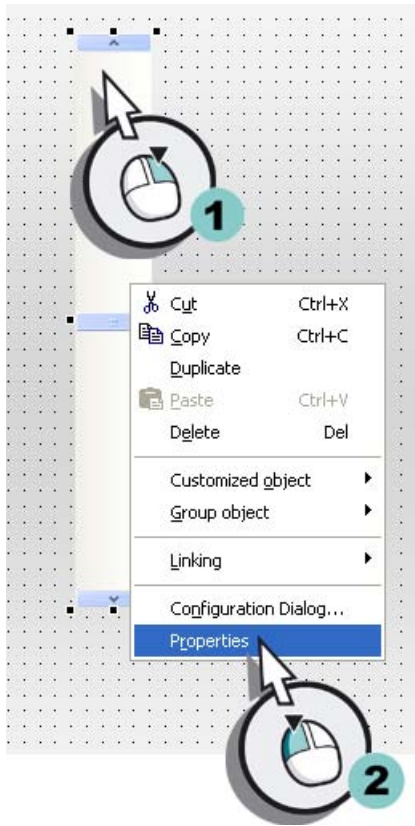 1
Cut Ctrl+X
Copy Ctrl+C
Duplicate
Paste Ctrl+V
Delete Del
Customized object
Group object
Linking
Configuration Dialog...
Properties
2